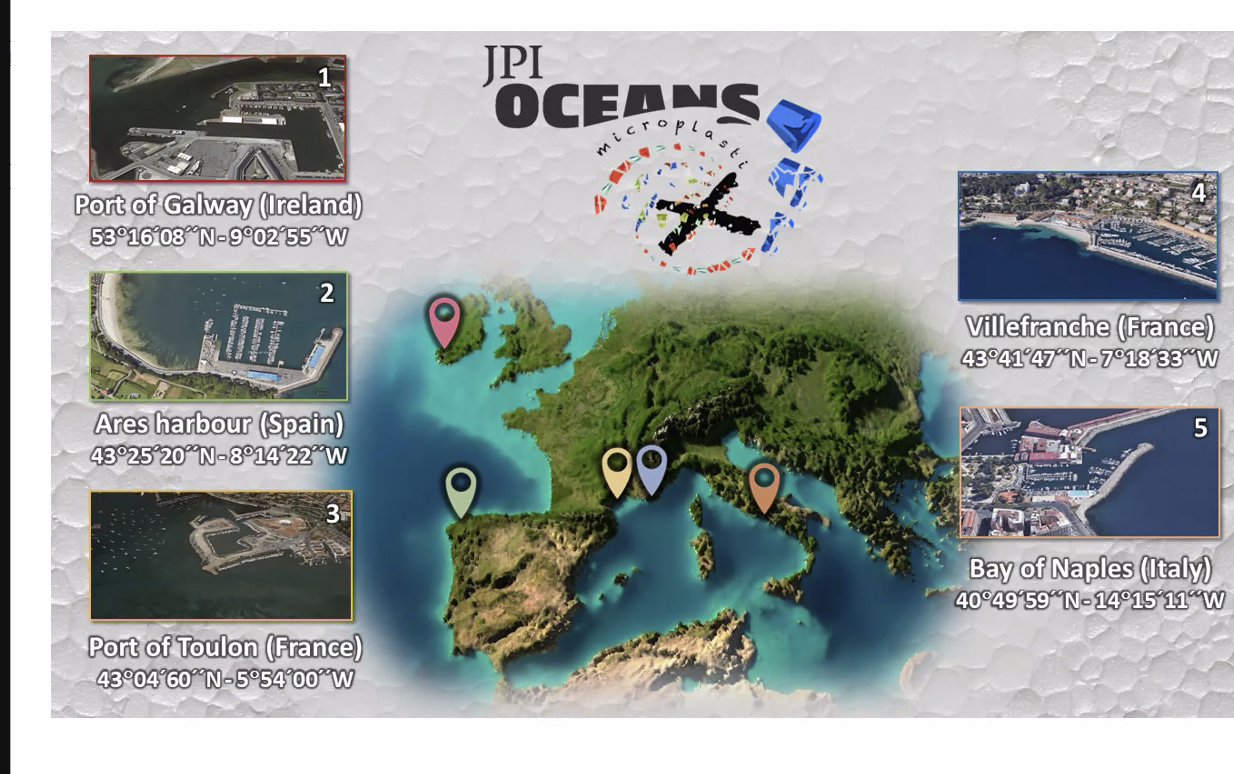 JPI
OCEANS
microplasti
1
Port of Galway (Ireland)
53°16´08´´N-9°02´55´´W
2
Ares harbour (Spain)
43°25´20´´N-8°14´22´´W
3
Port of Toulon (France)
43°04´60´´N-5°54´00´´W
4
Villefranche (France)
43°41´47´´N-7°18´33´´W
5
Bay of Naples (Italy)
40°49´59´´N-14°15´11´´W